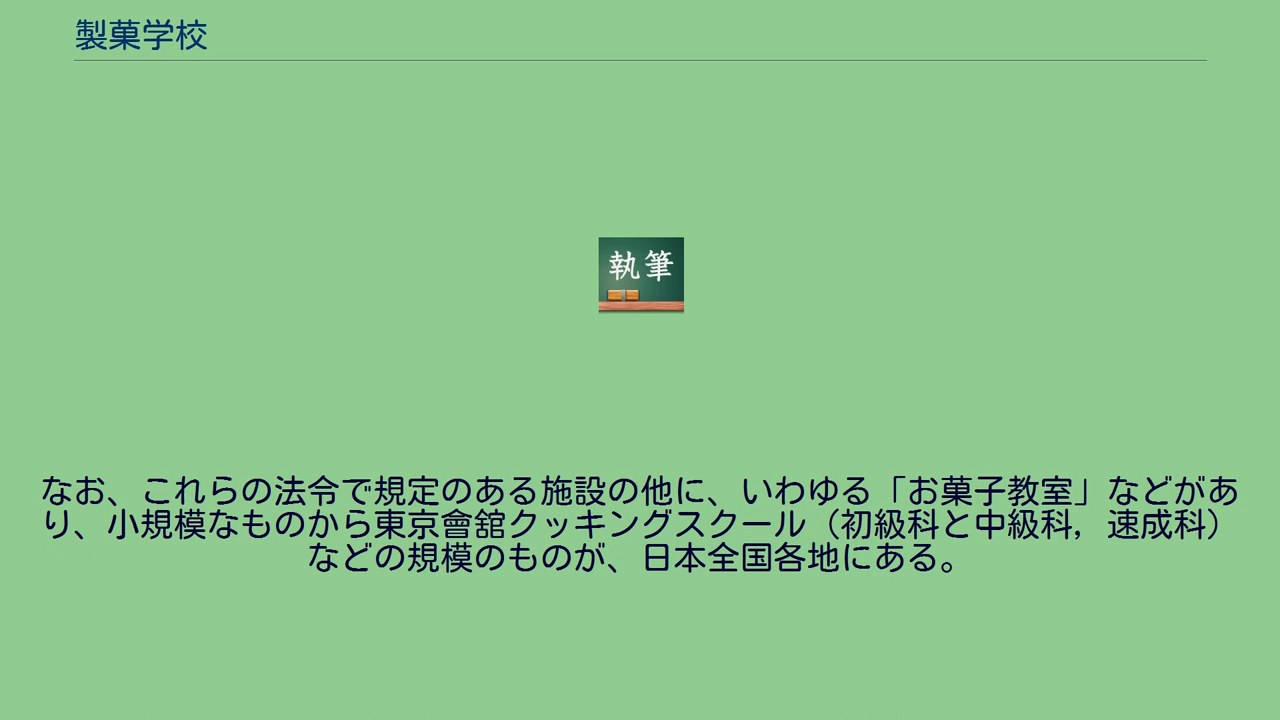 製菓学校
執筆
なお、これらの法令で規定のある施設の他に、いわゆる「お菓子教室」などがあ
り、小規模なものから東京會舘クッキングスクール（初級科と中級科，速成科）
などの規模のものが、日本全国各地にある。